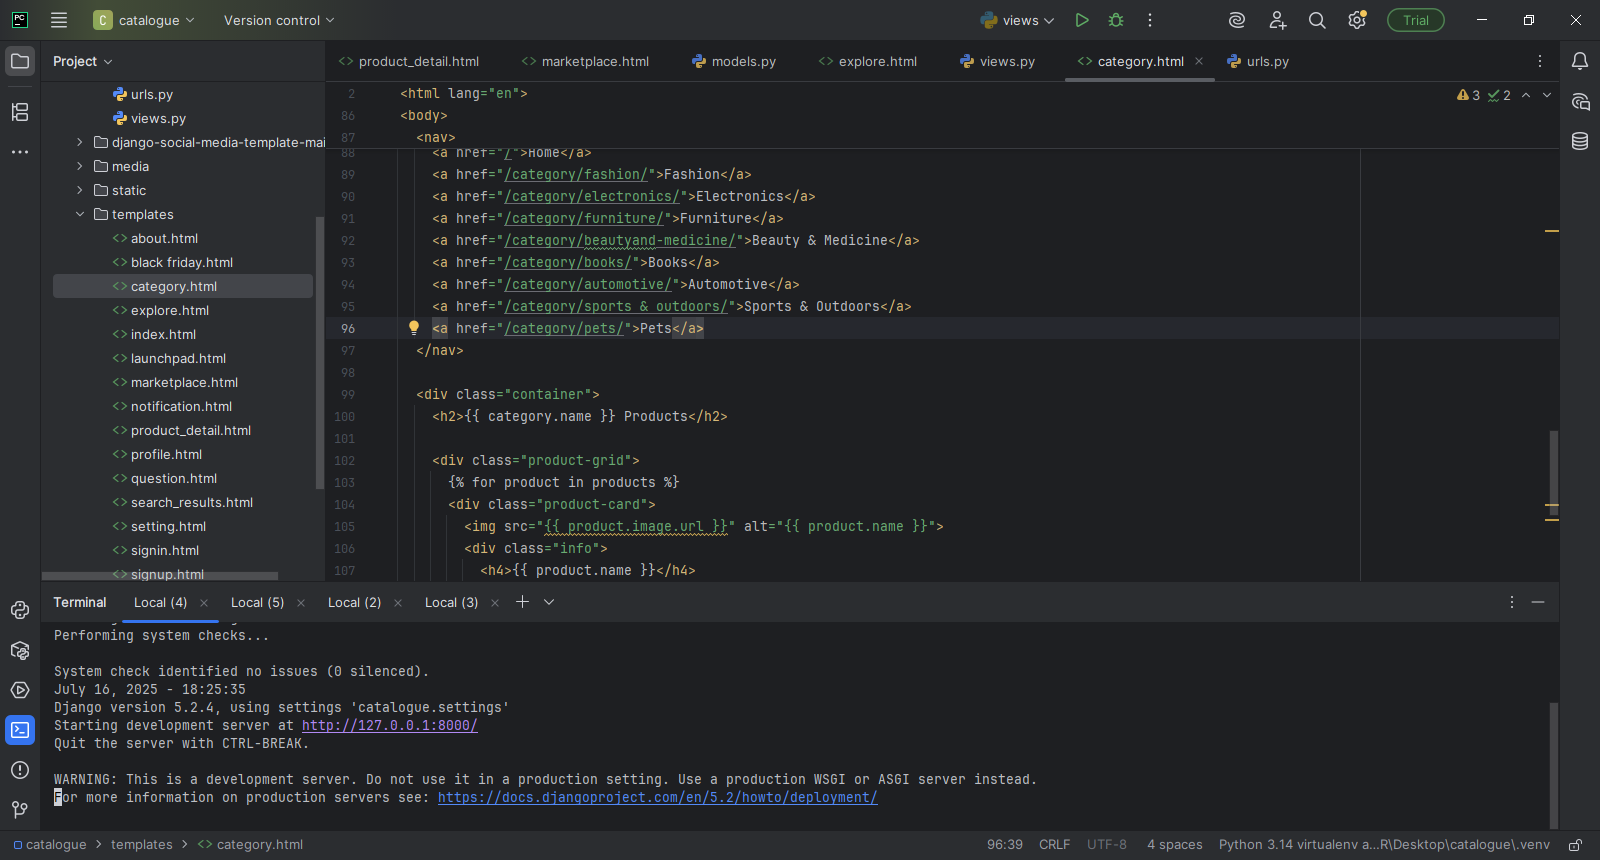 PC
C catalogue
Version control
views
Trial
Project
product_detail.html
marketplace.html
models.py
explore.html
views.py
category.html
urls.py
urls.py
views.py
django-social-media-template-mai
media
static
templates
about.html
black friday.html
category.html
explore.html
index.html
launchpad.html
marketplace.html
notification.html
product_detail.html
profile.html
question.html
search_results.html
setting.html
signin.html
signup.html
3 2
2 <html lang="en">
86 <body>
87 <nav>
88 <a href="/">Home</a>
89 <a href="/category/fashion/">Fashion</a>
90 <a href="/category/electronics/">Electronics</a>
91 <a href="/category/furniture/">Furniture</a>
92 <a href="/category/beautyand-medicine/">Beauty & Medicine</a>
93 <a href="/category/books/">Books</a>
94 <a href="/category/automotive/">Automotive</a>
95 <a href="/category/sports & outdoors/">Sports & Outdoors</a>
96 <a href="/category/pets/">Pets</a>
97 </nav>
98
99 <div class="container">
100 <h2>{{ category.name }} Products</h2>
101
102 <div class="product-grid">
103 {% for product in products %}
104 <div class="product-card">
105 <img src="{{ product.image.url }}" alt="{{ product.name }}">
106 <div class="info">
107 <h4>{{ product.name }}</h4>
Terminal
Local (4)
Local (5)
Local (2)
Local (3)
Performing system checks...
System check identified no issues (0 silenced).
July 16, 2025 - 18:25:35
Django version 5.2.4, using settings 'catalogue.settings'
Starting development server at http://127.0.0.1:8000/
Quit the server with CTRL-BREAK.
WARNING: This is a development server. Do not use it in a production setting. Use a production WSGI or ASGI server instead.
For more information on production servers see: https://docs.djangoproject.com/en/5.2/howto/deployment/
catalogue > templates > category.html
96:39
CRLF
UTF-8
4 spaces
Python 3.14 virtualenv a...R\Desktop\catalogue\.venv